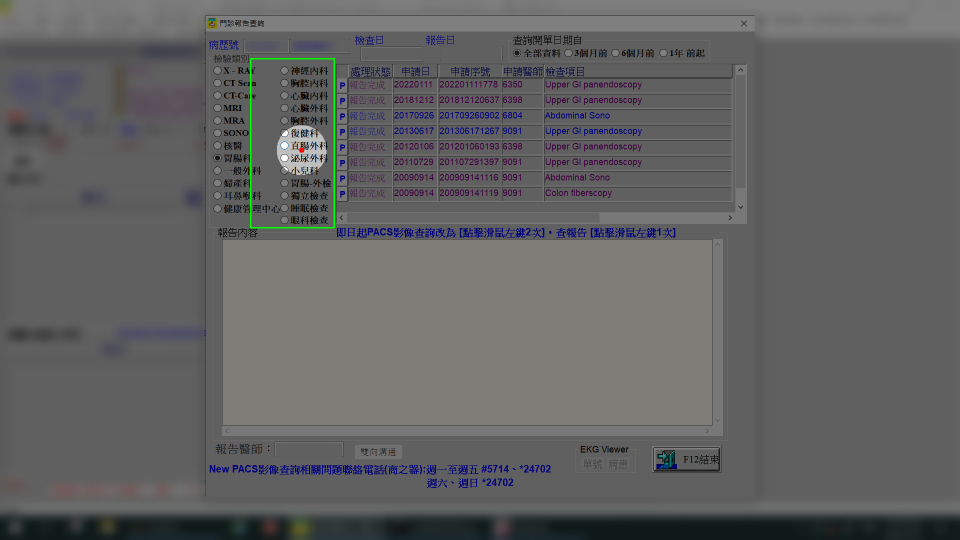 門診報告查詢
病歷號 檢查日 報告日 查詢開單日期自
全部資料 3個月前 6個月前 1年 前起
檢驗類別
X - RAY 神經內科
CT Scan 胸腔內科
CT-Care 心臟內科
MRI 心臟外科
MRA 胸腔外科
SONO 復健科
核醫 直腸外科
胃腸科 泌尿外科
一般外科 小兒科
婦產科 胃腸-外檢
耳鼻喉科 獨立檢查
健康管理中心 睡眠檢查
眼科檢查
處理狀態 申請日 申請序號 申請醫師 檢查項目
P 報告完成 20220111 202201111778 6350 Upper GI panendoscopy
P 報告完成 20181212 201812120637 6398 Upper GI panendoscopy
P 報告完成 20170926 201709260902 6804 Abdominal Sono
P 報告完成 20130617 201306171267 9091 Upper GI panendoscopy
P 報告完成 20120106 201201060193 6398 Upper GI panendoscopy
P 報告完成 20110729 201107291397 9091 Upper GI panendoscopy
P 報告完成 20090914 200909141116 9091 Abdominal Sono
P 報告完成 20090914 200909141119 9091 Colon fiberscopy
報告內容 即日起PACS影像查詢改為 [點擊滑鼠左鍵2次]，查報告 [點擊滑鼠左鍵1次]
報告醫師： 雙向溝通 EKG Viewer
單號 病患
F12結束
New PACS影像查詢相關問題聯絡電話(商之器):週一至週五 #5714、*24702
週六、週日 *24702